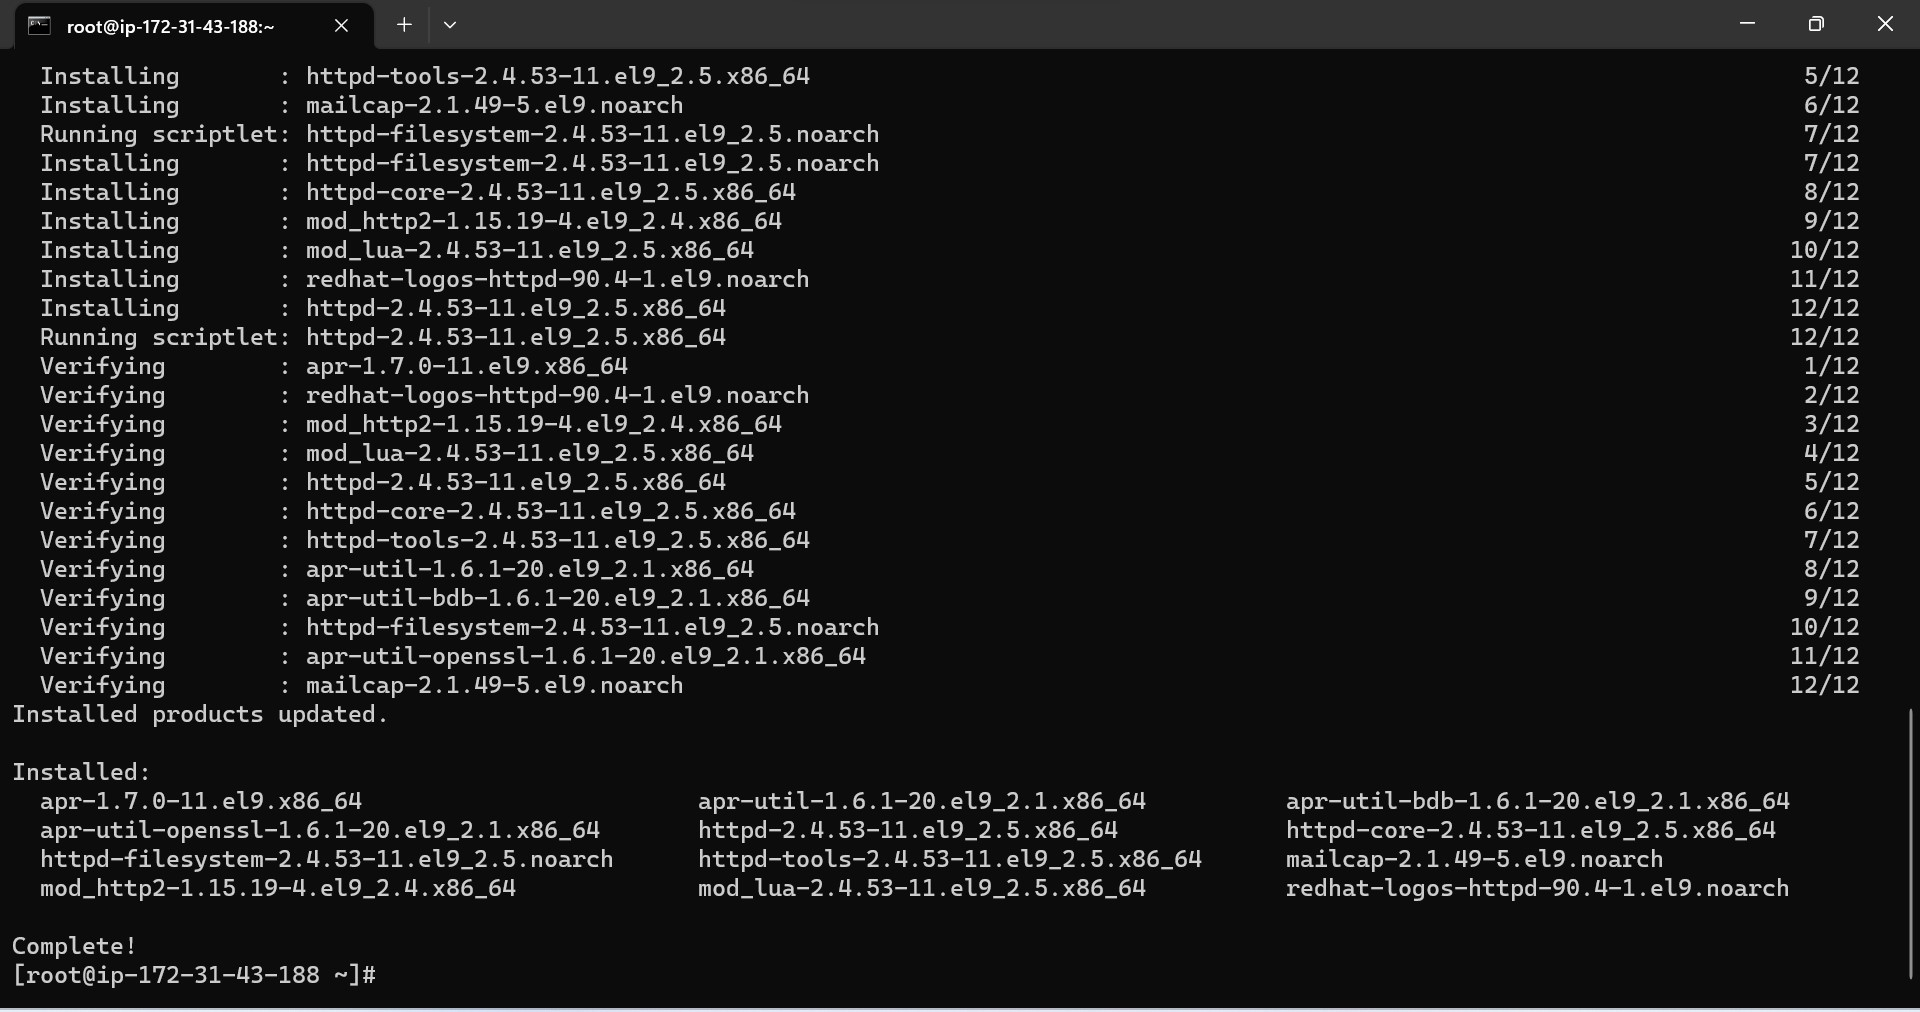 root@ip-172-31-43-188:~
Installing : httpd-tools-2.4.53-11.el9_2.5.x86_64 5/12
Installing : mailcap-2.1.49-5.el9.noarch 6/12
Running scriptlet: httpd-filesystem-2.4.53-11.el9_2.5.noarch 7/12
Installing : httpd-filesystem-2.4.53-11.el9_2.5.noarch 7/12
Installing : httpd-core-2.4.53-11.el9_2.5.x86_64 8/12
Installing : mod_http2-1.15.19-4.el9_2.4.x86_64 9/12
Installing : mod_lua-2.4.53-11.el9_2.5.x86_64 10/12
Installing : redhat-logos-httpd-90.4-1.el9.noarch 11/12
Installing : httpd-2.4.53-11.el9_2.5.x86_64 12/12
Running scriptlet: httpd-2.4.53-11.el9_2.5.x86_64 12/12
Verifying : apr-1.7.0-11.el9.x86_64 1/12
Verifying : redhat-logos-httpd-90.4-1.el9.noarch 2/12
Verifying : mod_http2-1.15.19-4.el9_2.4.x86_64 3/12
Verifying : mod_lua-2.4.53-11.el9_2.5.x86_64 4/12
Verifying : httpd-2.4.53-11.el9_2.5.x86_64 5/12
Verifying : httpd-core-2.4.53-11.el9_2.5.x86_64 6/12
Verifying : httpd-tools-2.4.53-11.el9_2.5.x86_64 7/12
Verifying : apr-util-1.6.1-20.el9_2.1.x86_64 8/12
Verifying : apr-util-bdb-1.6.1-20.el9_2.1.x86_64 9/12
Verifying : httpd-filesystem-2.4.53-11.el9_2.5.noarch 10/12
Verifying : apr-util-openssl-1.6.1-20.el9_2.1.x86_64 11/12
Verifying : mailcap-2.1.49-5.el9.noarch 12/12
Installed products updated.
Installed:
apr-1.7.0-11.el9.x86_64 apr-util-1.6.1-20.el9_2.1.x86_64 apr-util-bdb-1.6.1-20.el9_2.1.x86_64
apr-util-openssl-1.6.1-20.el9_2.1.x86_64 httpd-2.4.53-11.el9_2.5.x86_64 httpd-core-2.4.53-11.el9_2.5.x86_64
httpd-filesystem-2.4.53-11.el9_2.5.noarch httpd-tools-2.4.53-11.el9_2.5.x86_64 mailcap-2.1.49-5.el9.noarch
mod_http2-1.15.19-4.el9_2.4.x86_64 mod_lua-2.4.53-11.el9_2.5.x86_64 redhat-logos-httpd-90.4-1.el9.noarch
Complete!
[root@ip-172-31-43-188 ~]#